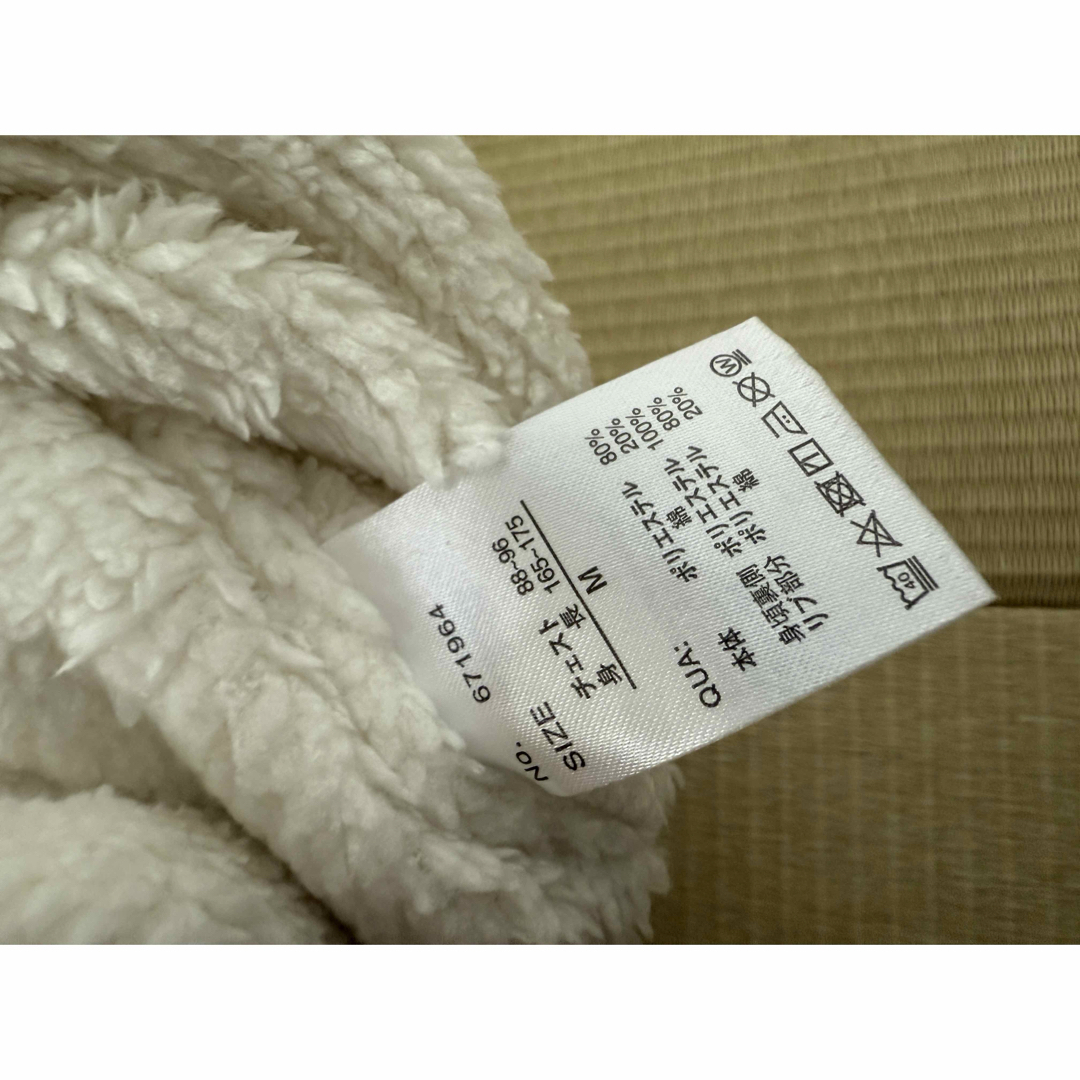 No. 671964
SIZE
チェスト 88~96
身 長 165~175
M
QUA:
本体 ポリエステル 80%
綿 20%
身頃裏側 ポリエステル 100%
リブ部分 ポリエステル 80%
綿 20%
40
W